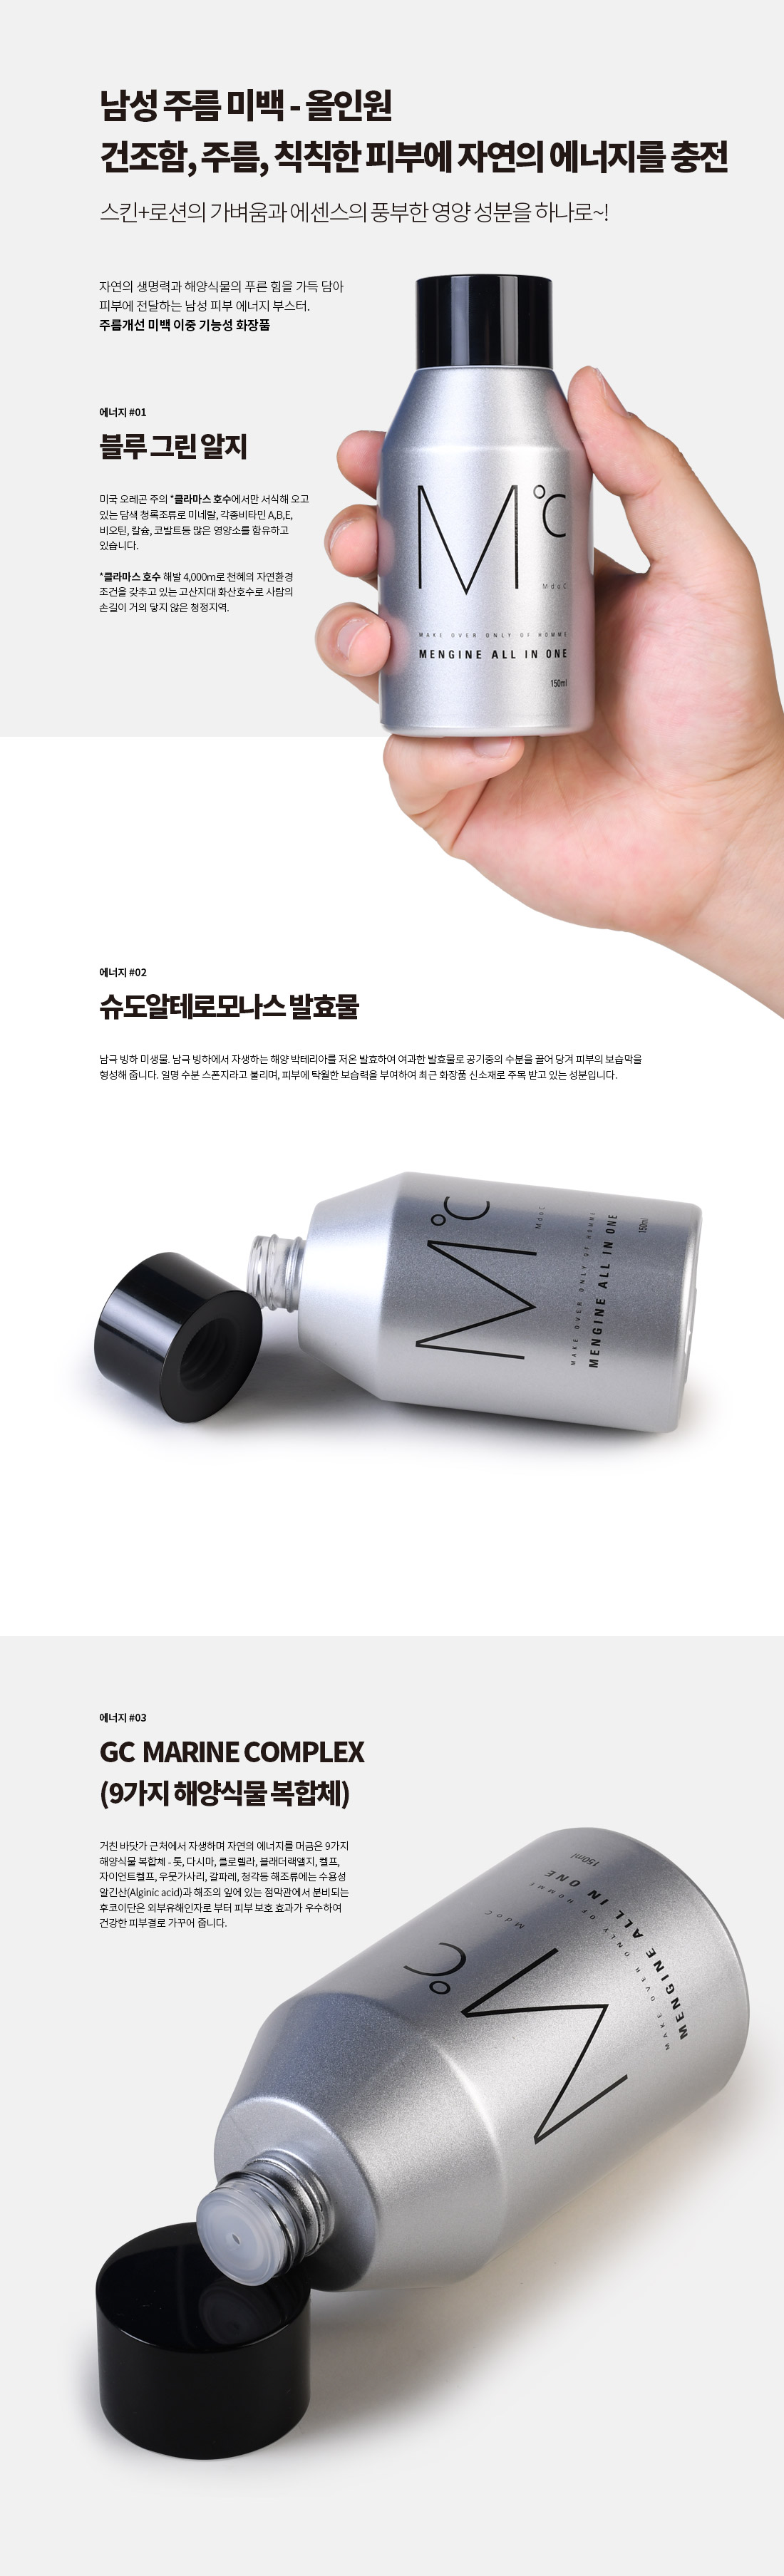 남성 주름 미백 - 올인원
건조함, 주름, 칙칙한 피부에 자연의 에너지를 충전
스킨+로션의 가벼움과 에센스의 풍부한 영양 성분을 하나로~!
자연의 생명력과 해양식물의 푸른 힘을 가득 담아
피부에 전달하는 남성 피부 에너지 부스터.
주름개선 미백 이중 기능성 화장품
에너지 #01
블루 그린 알지
미국 오레곤 주의 *클라마스 호수에서만 서식해 오고
있는 담색 청록조류로 미네랄, 각종비타민 A,B,E,
비오틴, 칼슘, 코발트등 많은 영양소를 함유하고
있습니다.
*클라마스 호수 해발 4,000m로 천혜의 자연환경
조건을 갖추고 있는 고산지대 화산호수로 사람의
손길이 거의 닿지 않은 청정지역.
M°C
MdoC
MAKE OVER ONLY OF HOMME
MENGINE ALL IN ONE
150ml
에너지 #02
슈도알테로모나스 발효물
남극 빙하 미생물. 남극 빙하에서 자생하는 해양 박테리아를 저온 발효하여 여과한 발효물로 공기중의 수분을 끌어 당겨 피부의 보습막을
형성해 줍니다. 일명 수분 스폰지라고 불리며, 피부에 탁월한 보습력을 부여하여 최근 화장품 신소재로 주목 받고 있는 성분입니다.
M°C
MdoC
MAKE OVER ONLY OF HOMME
MENGINE ALL IN ONE
150ml
에너지 #03
GC MARINE COMPLEX
(9가지 해양식물 복합체)
거친 바닷가 근처에서 자생하며 자연의 에너지를 머금은 9가지
해양식물 복합체 - 톳, 다시마, 클로렐라, 블래더랙앨지, 켈프,
자이언트켈프, 우뭇가사리, 갈파래, 청각등 해조류에는 수용성
알긴산(Alginic acid)과 해조의 잎에 있는 점막관에서 분비되는
후코이단은 외부유해인자로 부터 피부 보호 효과가 우수하여
건강한 피부결로 가꾸어 줍니다.
M°C
MdoC
MAKE OVER ONLY OF HOMME
MENGINE ALL IN ONE
150ml